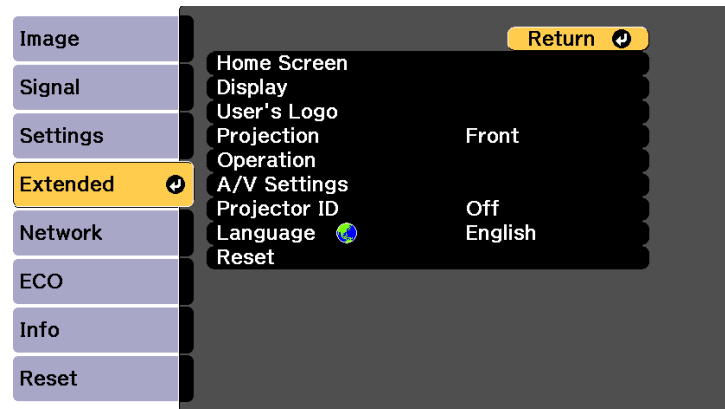 Image
Signal
Settings
Extended
Network
ECO
Info
Reset
Return
Home Screen
Display
User's Logo
Projection Front
Operation
A/V Settings
Projector ID Off
Language English
Reset